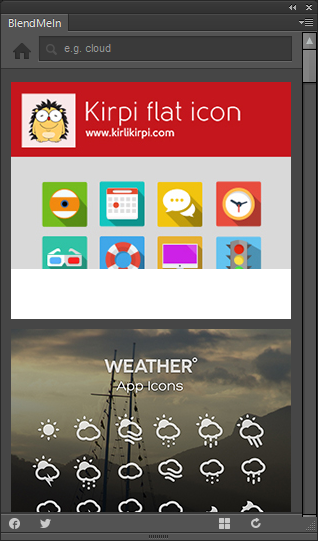 BlendMeIn
e.g. cloud
Kirpi flat icon
www.kirlikirpi.com
WEATHER°
App Icons